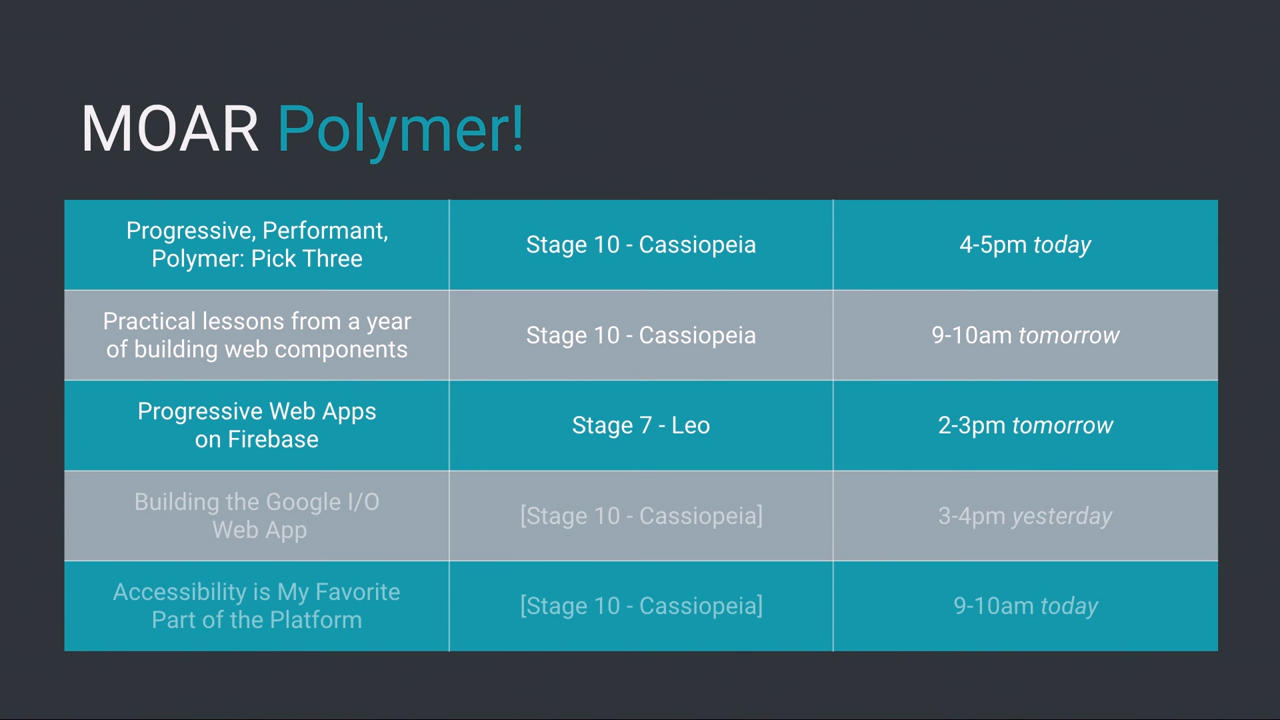 MOAR Polymer!
Progressive, Performant,
Polymer: Pick Three
Stage 10 - Cassiopeia
4-5pm today
Practical lessons from a year
of building web components
Stage 10 - Cassiopeia
9-10am tomorrow
Progressive Web Apps
on Firebase
Stage 7 - Leo
2-3pm tomorrow
Building the Google I/O
Web App
[Stage 10 - Cassiopeia]
3-4pm yesterday
Accessibility is My Favorite
Part of the Platform
[Stage 10 - Cassiopeia]
9-10am today